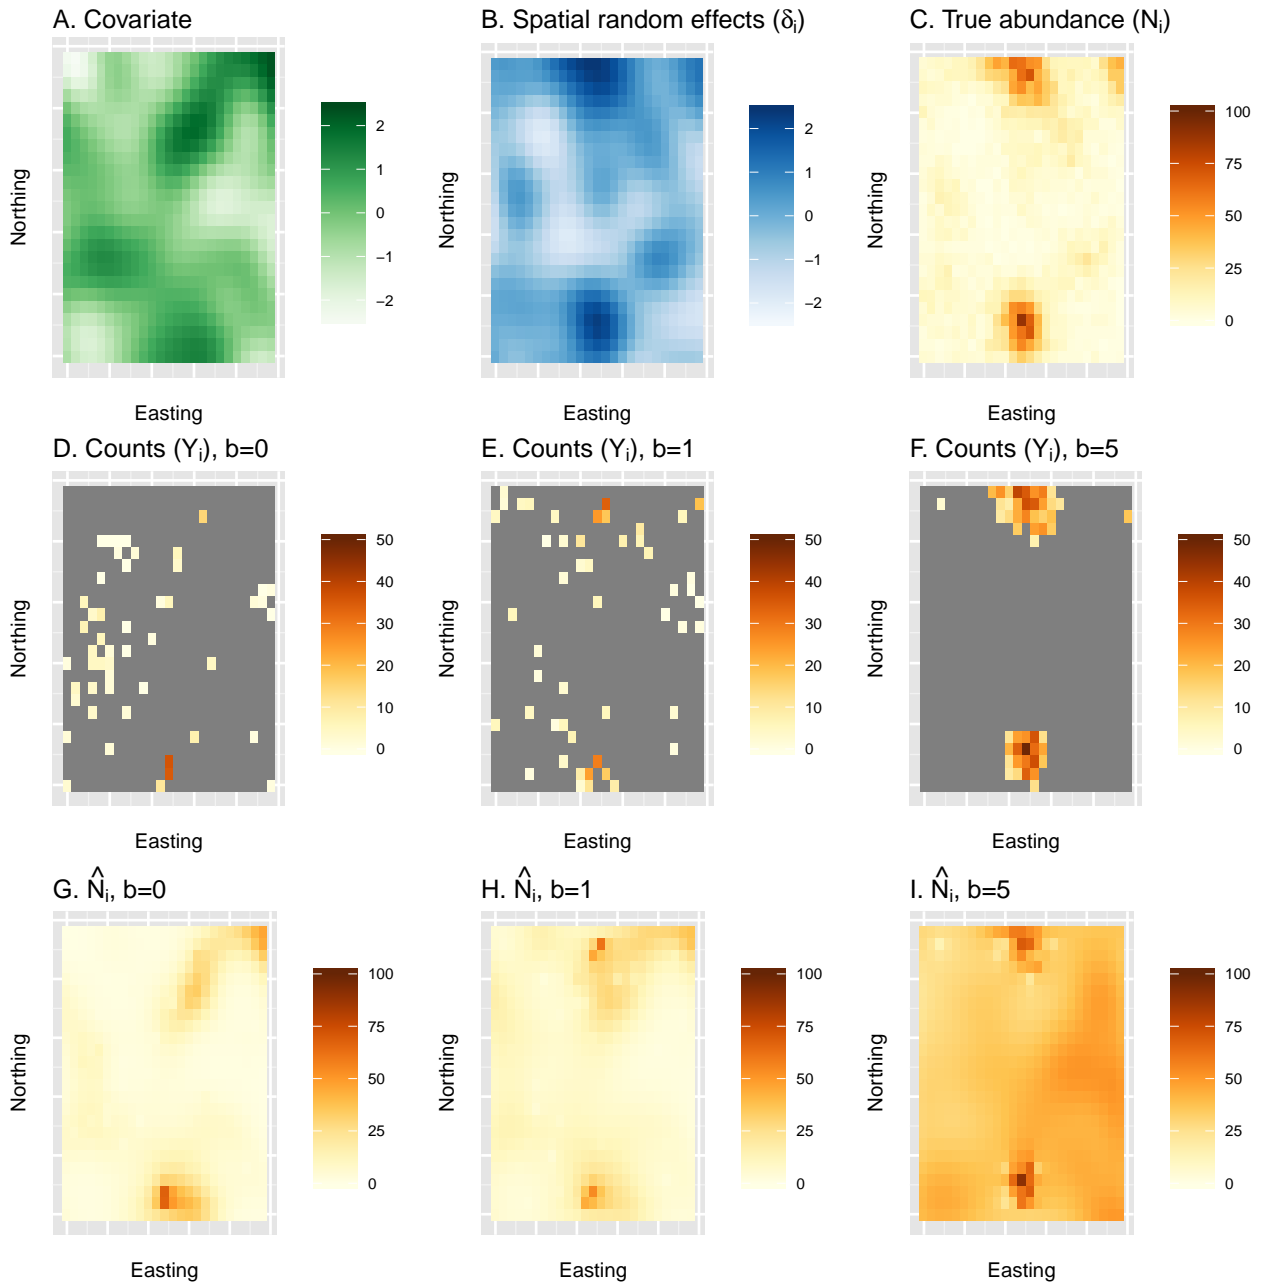 A. Covariate
B. Spatial random effects (δi)
C. True abundance (Ni)
Northing
2
1
0
−1
−2
Easting
Northing
2
1
0
−1
−2
Easting
Northing
100
75
50
25
0
Easting
D. Counts (Yi), b=0
E. Counts (Yi), b=1
F. Counts (Yi), b=5
Northing
50
40
30
20
10
0
Easting
Northing
50
40
30
20
10
0
Easting
Northing
50
40
30
20
10
0
Easting
G. N̂i, b=0
H. N̂i, b=1
I. N̂i, b=5
Northing
100
75
50
25
0
Easting
Northing
100
75
50
25
0
Easting
Northing
100
75
50
25
0
Easting